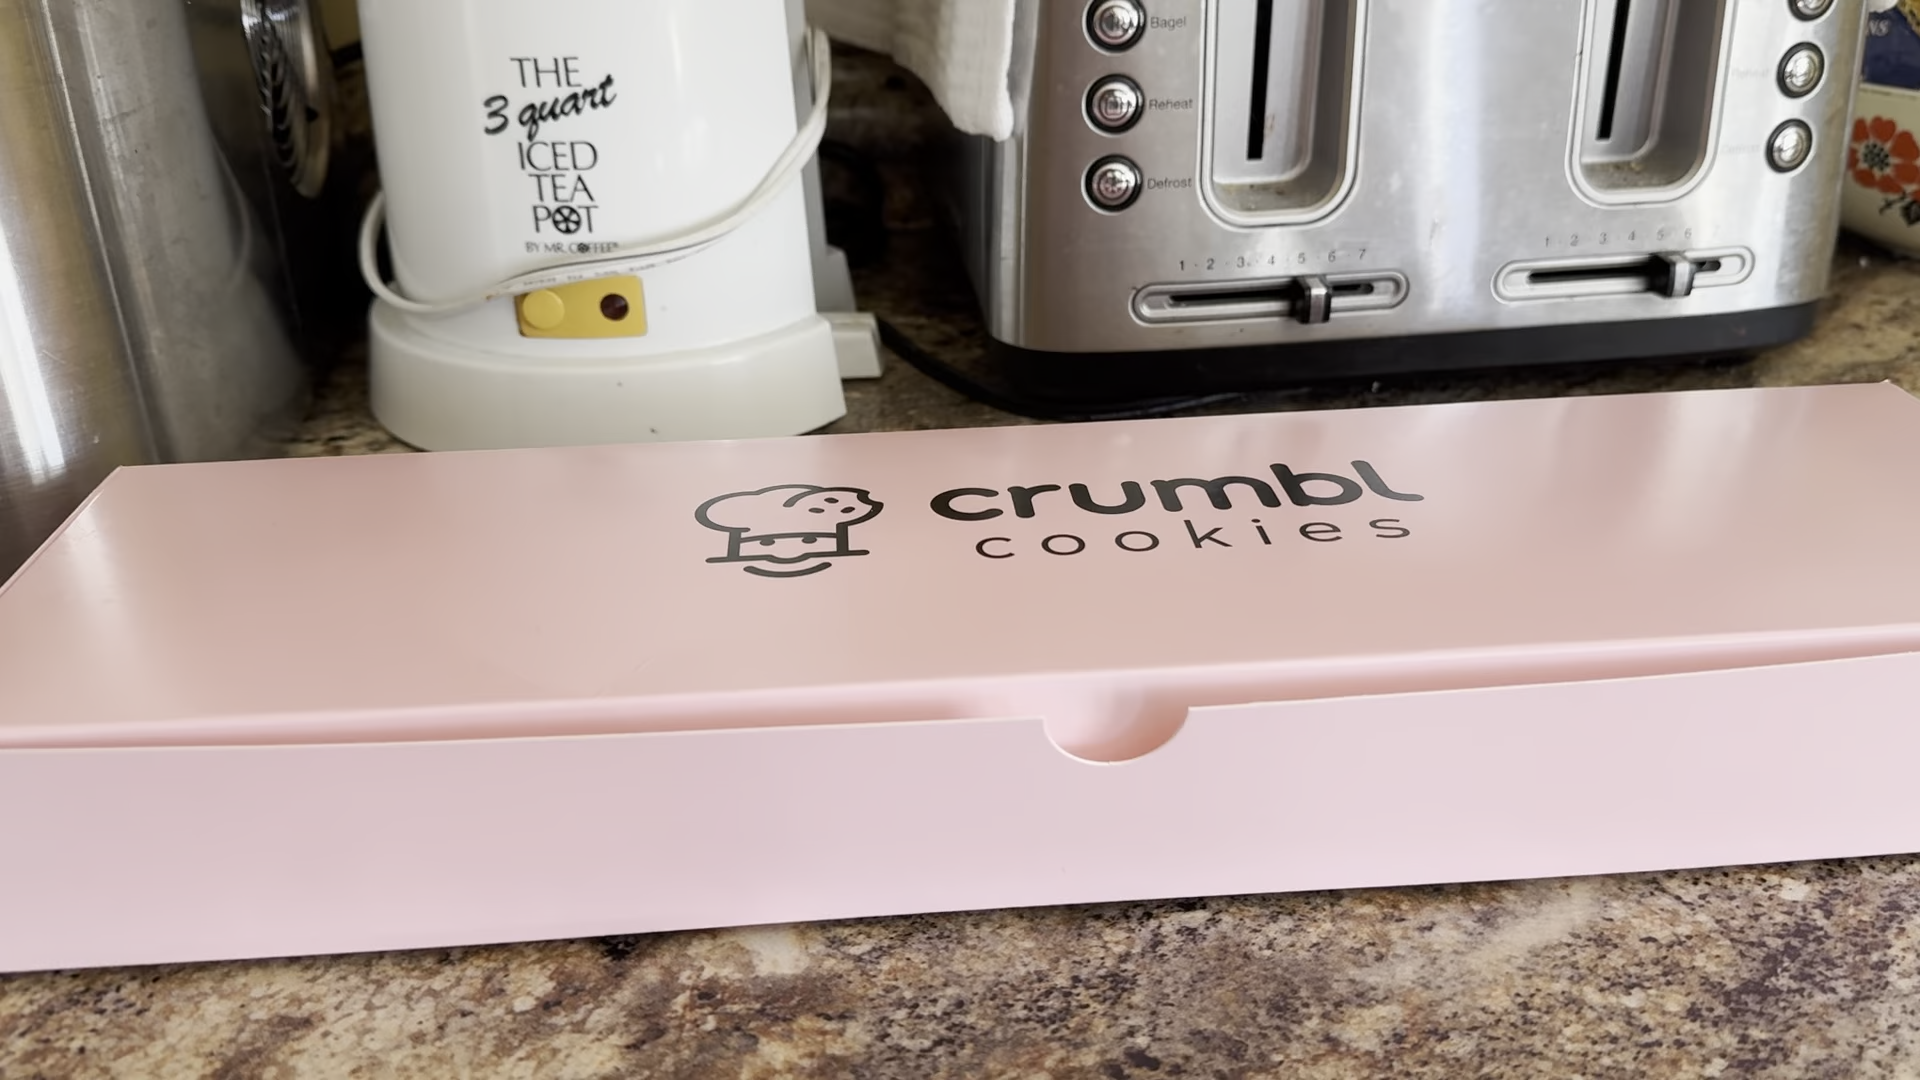 THE
3 quart
ICED
TEA
POT
BY MR. COFFEE
Bagel
Reheat
Defrost
1 · 2 · 3 · 4 · 5 · 6 · 7
1 · 2 · 3 · 4 · 5 · 6
crumbl
cookies